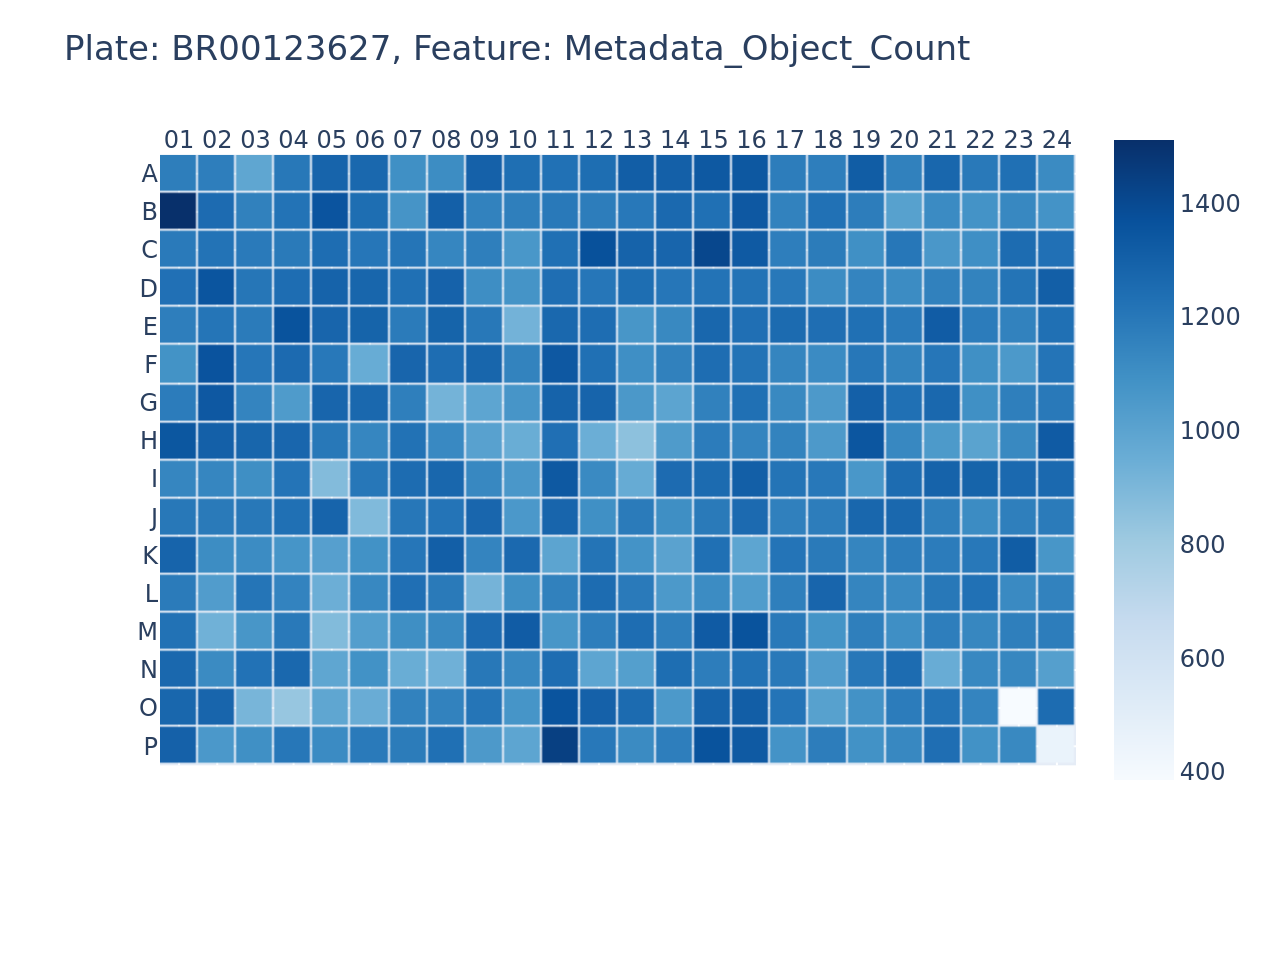 Plate: BR00123627, Feature: Metadata_Object_Count
01 02 03 04 05 06 07 08 09 10 11 12 13 14 15 16 17 18 19 20 21 22 23 24
A
B
C
D
E
F
G
H
I
J
K
L
M
N
O
P
1400
1200
1000
800
600
400